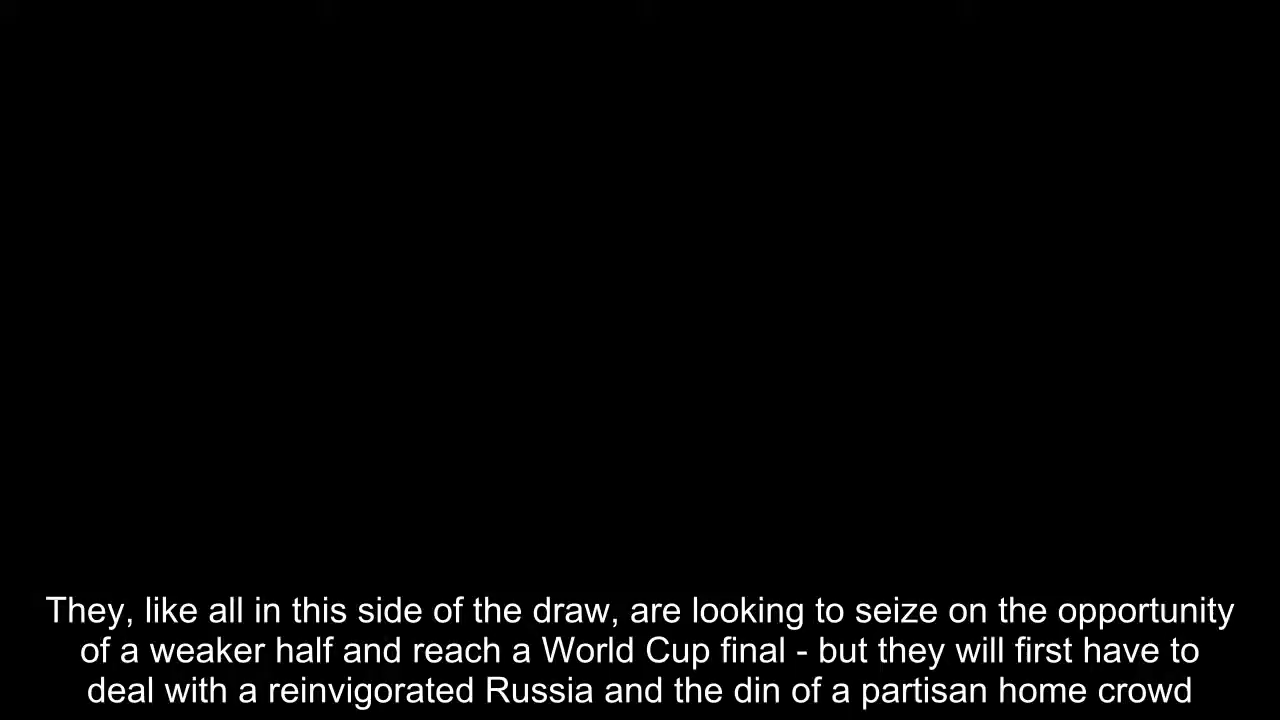 They, like all in this side of the draw, are looking to seize on the opportunity
of a weaker half and reach a World Cup final - but they will first have to
deal with a reinvigorated Russia and the din of a partisan home crowd